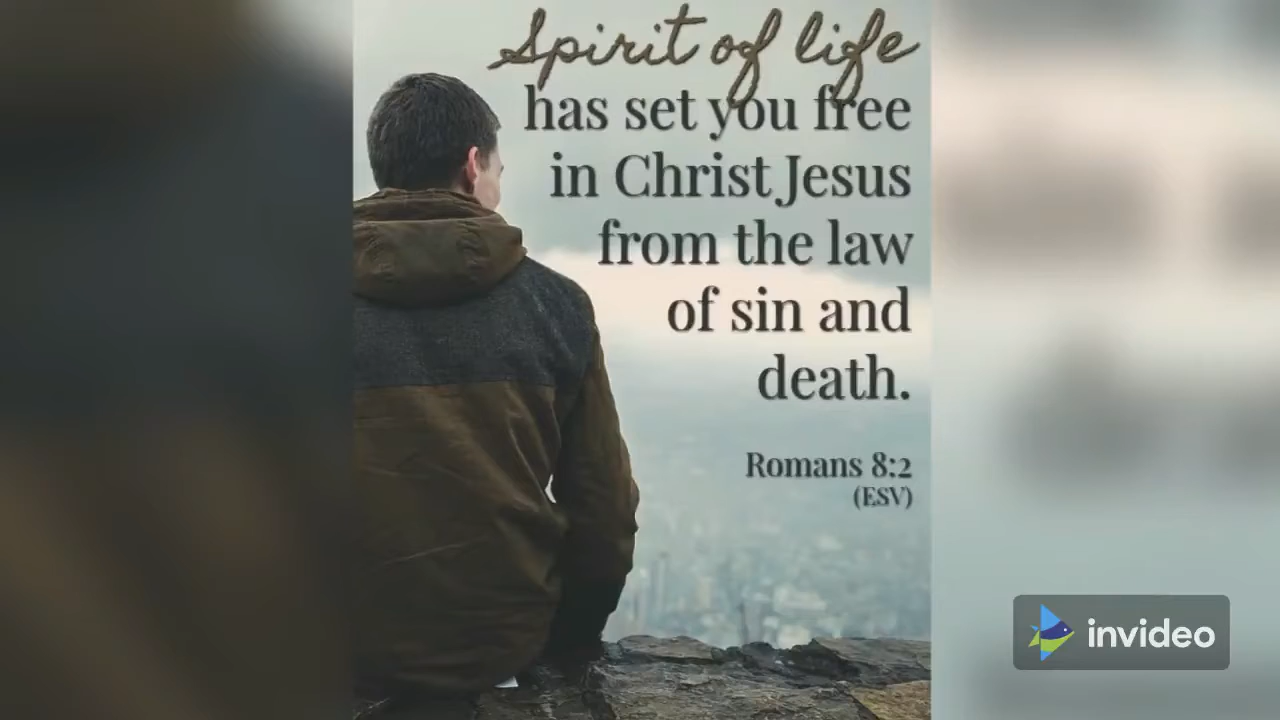 Spirit of life
has set you free
in Christ Jesus
from the law
of sin and
death.
Romans 8:2
(ESV)
invideo